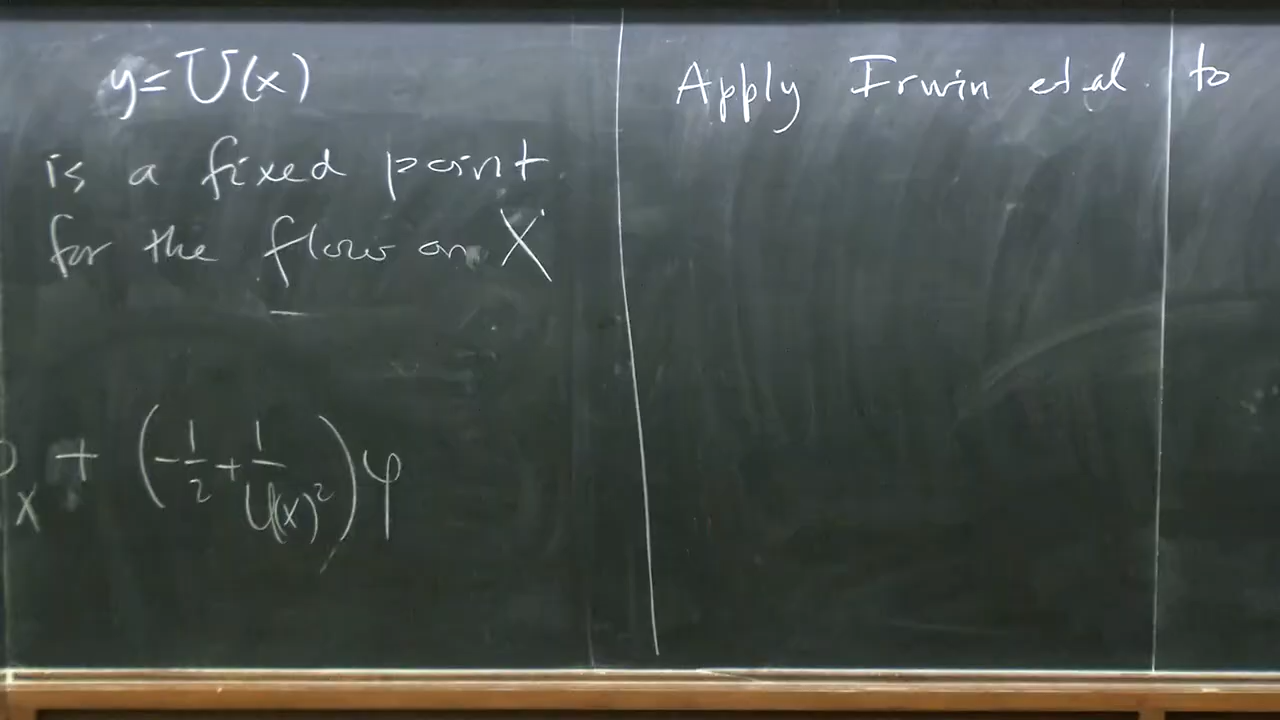 y = U(x)
is a fixed point
for the flow on X
x + (-1/2 + 1/U(x)²) φ
Apply Irwin et al. to